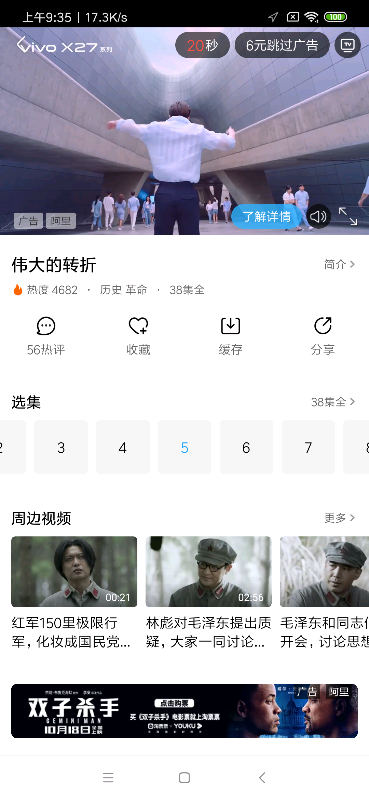 上午9:35 | 17.3K/s
100
vivo X27 系列
20秒
6元跳过广告
TV
广告
阿里
了解详情
伟大的转折
简介
热度 4682 · 历史 革命 · 38集全
56热评
收藏
缓存
分享
选集
38集全
2
3
4
5
6
7
8
周边视频
更多
00:21
02:56
红军150里极限行军，化妆成国民党...
林彪对毛泽东提出质疑，大家一同讨论...
毛泽东和同志们开会，讨论思想
双子杀手
GEMINI MAN
10月18日
点击购票
买《双子杀手》电影票就上淘票票
淘票票
YOUKU
广告
阿里